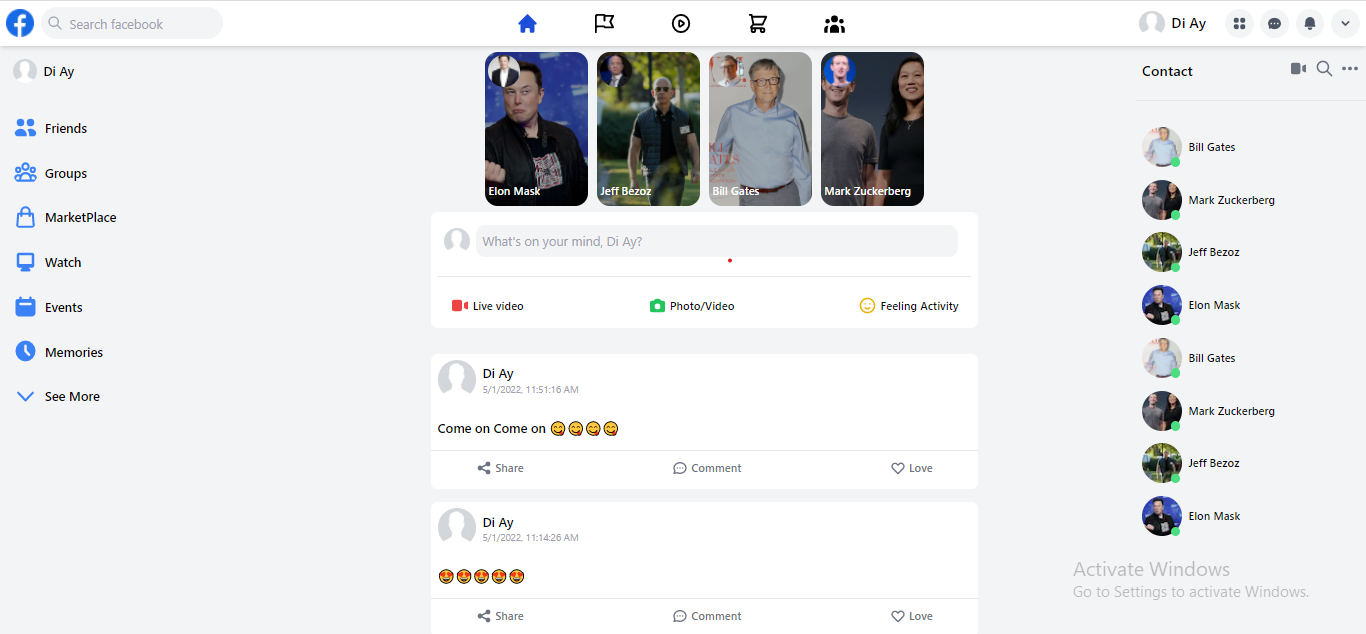 Search facebook
Di Ay
Di Ay
Friends
Groups
MarketPlace
Watch
Events
Memories
See More
Elon Mask
Jeff Bezoz
Bill Gates
Mark Zuckerberg
What's on your mind, Di Ay?
Live video
Photo/Video
Feeling Activity
Di Ay
5/1/2022, 11:51:16 AM
Come on Come on 😋😋😋😋
Share
Comment
Love
Di Ay
5/1/2022, 11:14:26 AM
😍😍😍😍😍
Share
Comment
Love
Contact
Bill Gates
Mark Zuckerberg
Jeff Bezoz
Elon Mask
Bill Gates
Mark Zuckerberg
Jeff Bezoz
Elon Mask
Activate Windows
Go to Settings to activate Windows.